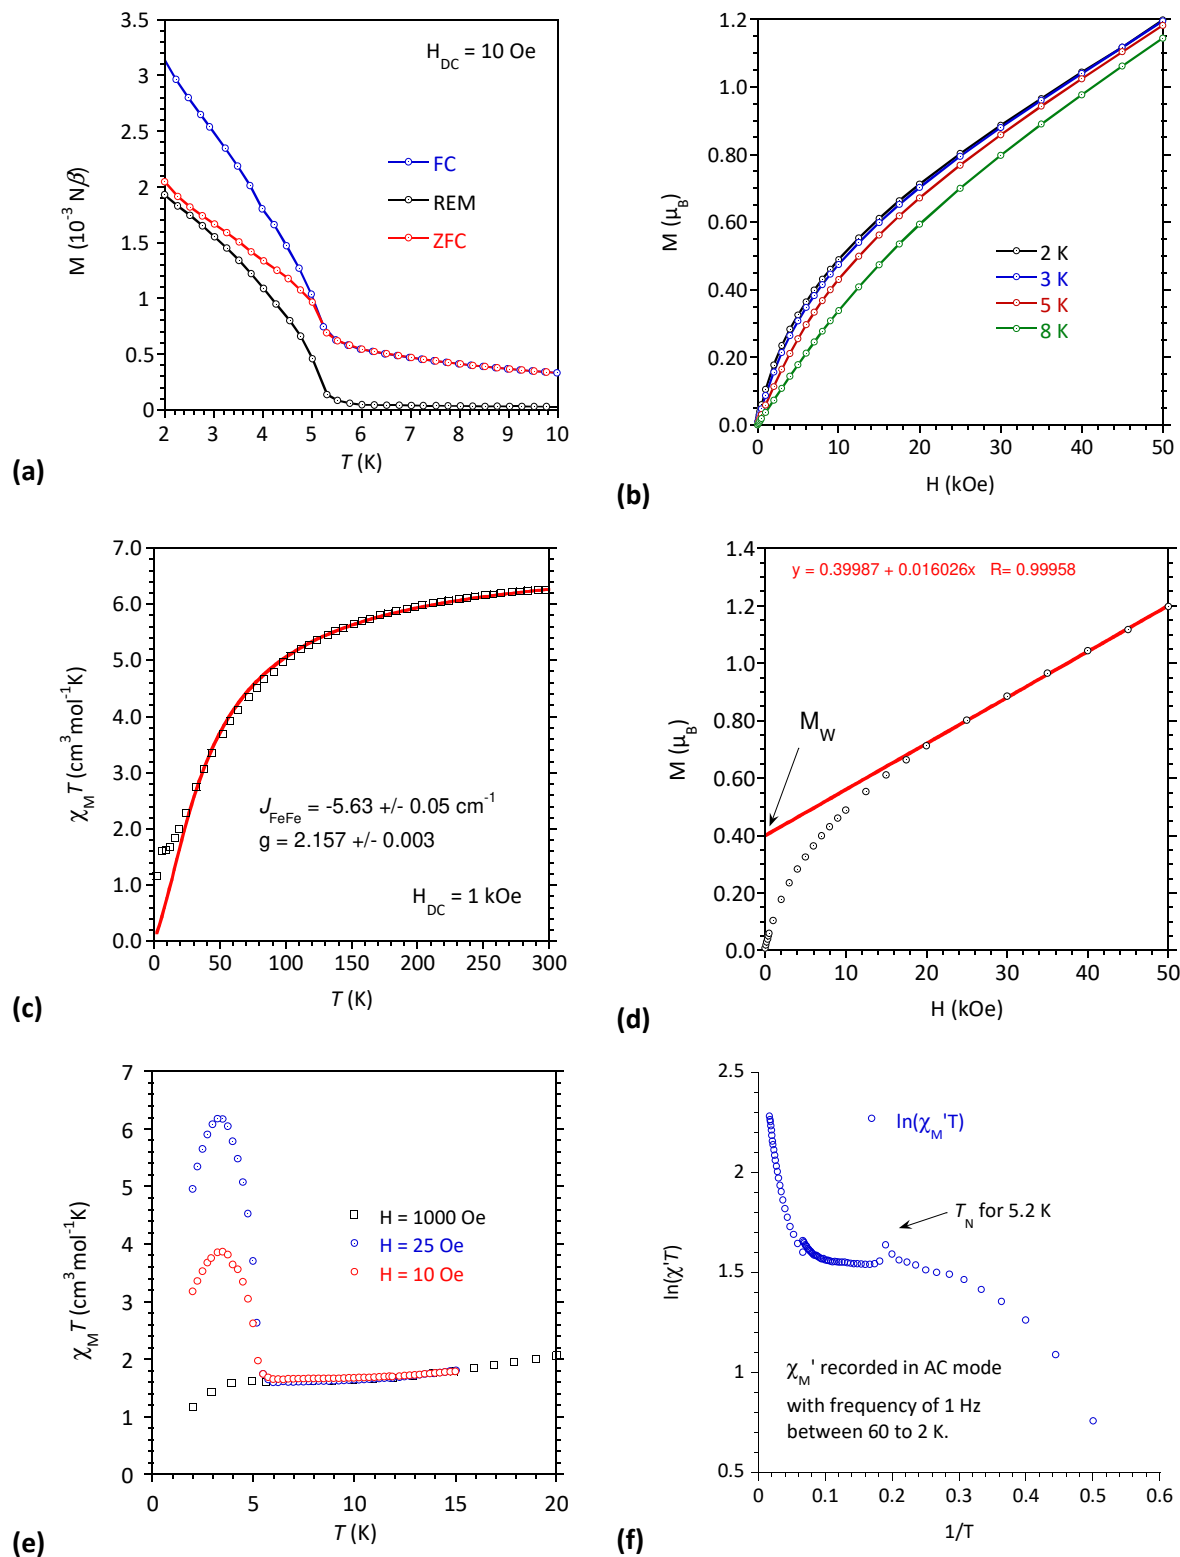 H_DC = 10 Oe
FC
REM
ZFC
M (10⁻³ Nβ)
4
3.5
3
2.5
2
1.5
1
0.5
0
2 3 4 5 6 7 8 9 10
T (K)
(a)
M (μ_B)
1.2
1.0
0.80
0.60
0.40
0.20
0.0
2 K
3 K
5 K
8 K
0 10 20 30 40 50
H (kOe)
(b)
χ_M T (cm³ mol⁻¹K)
7.0
6.0
5.0
4.0
3.0
2.0
1.0
0.0
J_FeFe = -5.63 +/- 0.05 cm⁻¹
g = 2.157 +/- 0.003
H_DC = 1 kOe
0 50 100 150 200 250 300
T (K)
(c)
M (μ_B)
1.4
1.2
1.0
0.80
0.60
0.40
0.20
0.0
y = 0.39987 + 0.016026x R= 0.99958
M_W
0 10 20 30 40 50
H (kOe)
(d)
χ_M T (cm³ mol⁻¹K)
7
6
5
4
3
2
1
0
H = 1000 Oe
H = 25 Oe
H = 10 Oe
0 5 10 15 20
T (K)
(e)
ln(χ'T)
2.5
2
1.5
1
0.5
ln(χ_M'T)
T_N for 5.2 K
χ_M' recorded in AC mode
with frequency of 1 Hz
between 60 to 2 K.
0 0.1 0.2 0.3 0.4 0.5 0.6
1/T
(f)